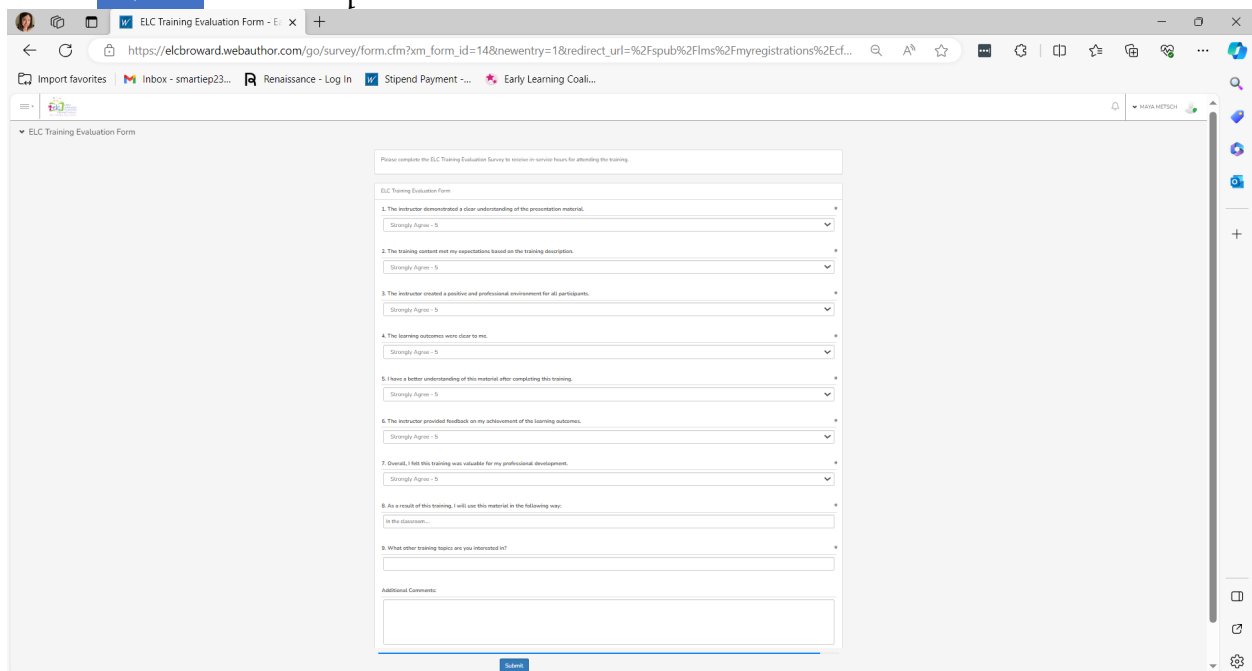 ELC Training Evaluation Form - Ea
https://elcbroward.webauthor.com/go/survey/form.cfm?xm_form_id=14&newentry=1&redirect_url=%2Fspub%2Flms%2Fmyregistrations%2Ecf...
Import favorites Inbox - smartiep23... Renaissance - Log In Stipend Payment -... Early Learning Coali...
MAYA METSCH
ELC Training Evaluation Form
Please complete the ELC Training Evaluation Survey to receive in-service hours for attending the training.
ELC Training Evaluation Form
1. The instructor demonstrated a clear understanding of the presentation material. *
Strongly Agree - 5
2. The training content met my expectations based on the training description. *
Strongly Agree - 5
3. The instructor created a positive and professional environment for all participants. *
Strongly Agree - 5
4. The learning outcomes were clear to me. *
Strongly Agree - 5
5. I have a better understanding of this material after completing this training. *
Strongly Agree - 5
6. The instructor provided feedback on my achievement of the learning outcomes. *
Strongly Agree - 5
7. Overall, I felt this training was valuable for my professional development. *
Strongly Agree - 5
8. As a result of this training, I will use this material in the following way: *
In the classroom...
9. What other training topics are you interested in? *
Additional Comments:
Submit